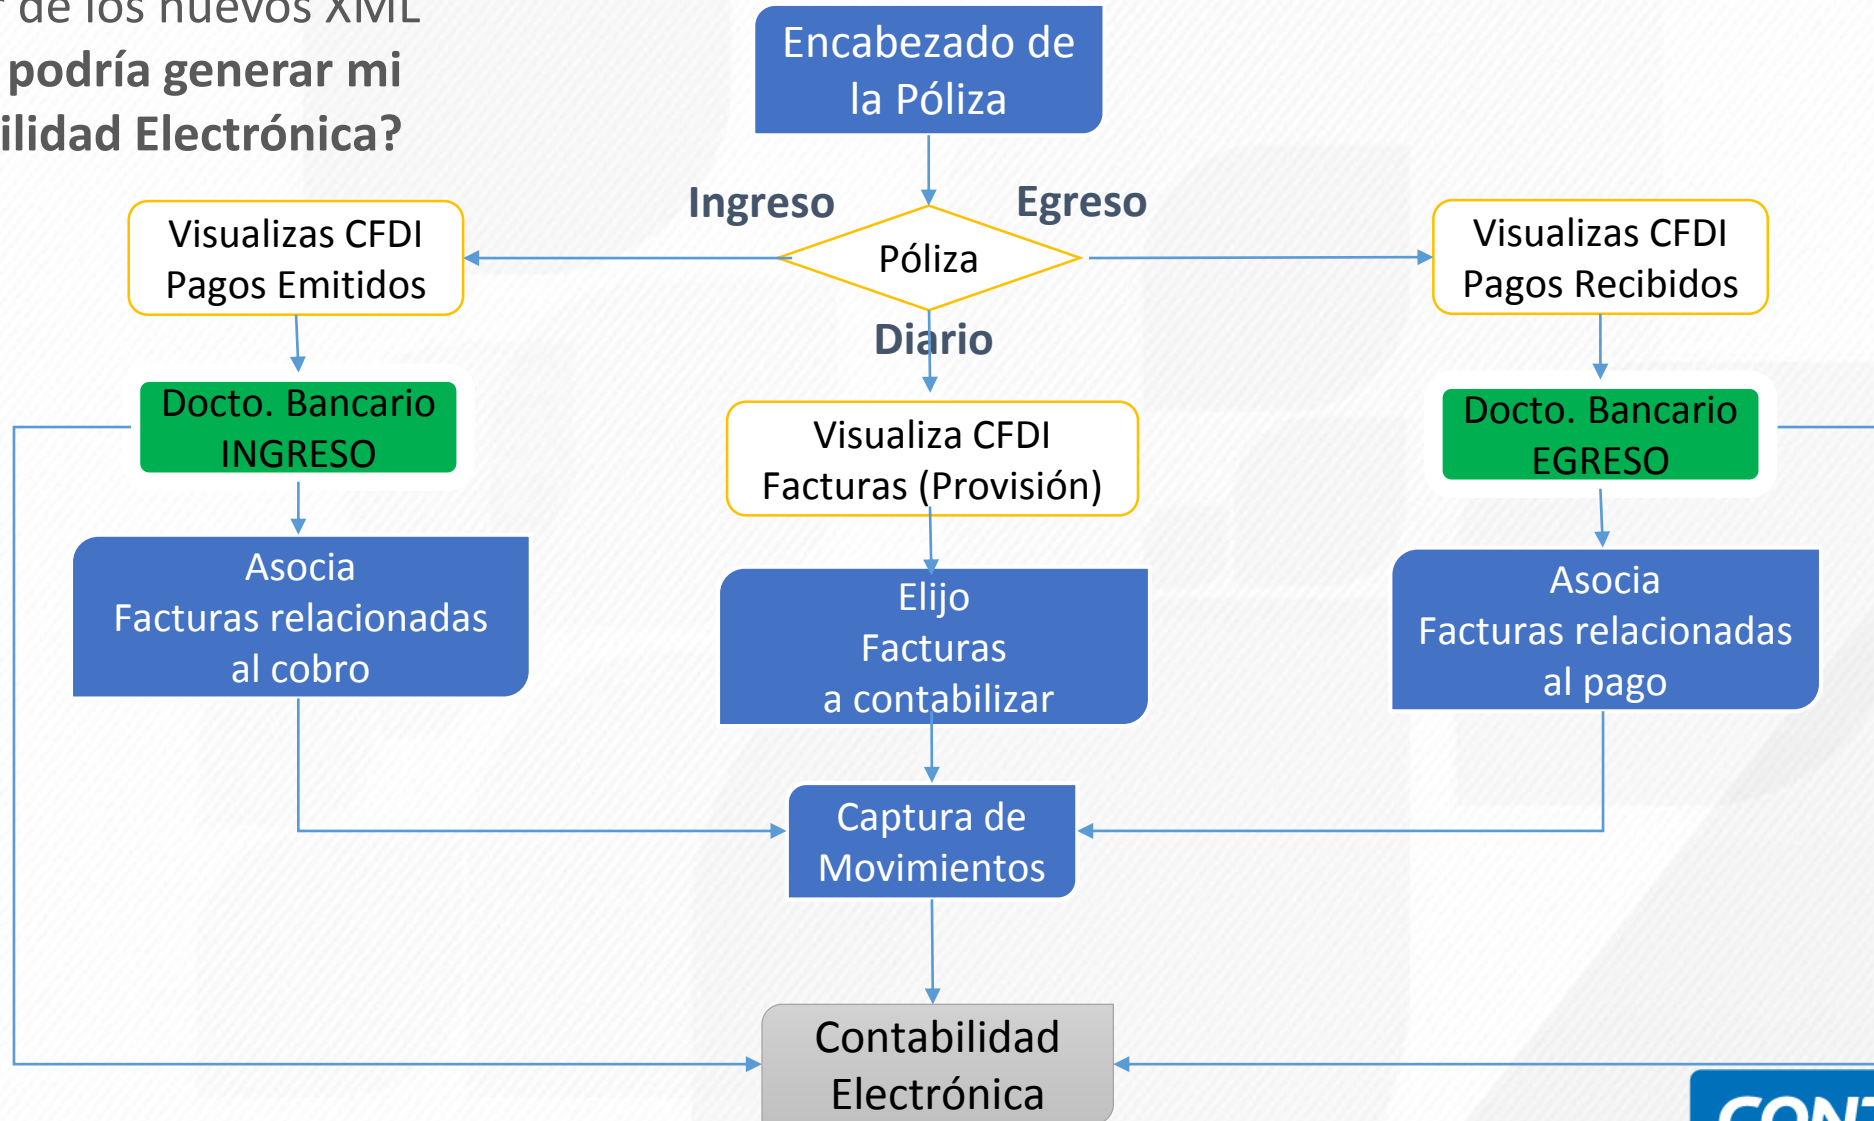 de los nuevos XML
podría generar mi
ilidad Electrónica?
Encabezado de
la Póliza
Ingreso
Egreso
Póliza
Diario
Visualizas CFDI
Pagos Emitidos
Visualizas CFDI
Pagos Recibidos
Docto. Bancario
INGRESO
Visualiza CFDI
Facturas (Provisión)
Docto. Bancario
EGRESO
Asocia
Facturas relacionadas
al cobro
Elijo
Facturas
a contabilizar
Asocia
Facturas relacionadas
al pago
Captura de
Movimientos
Contabilidad
Electrónica